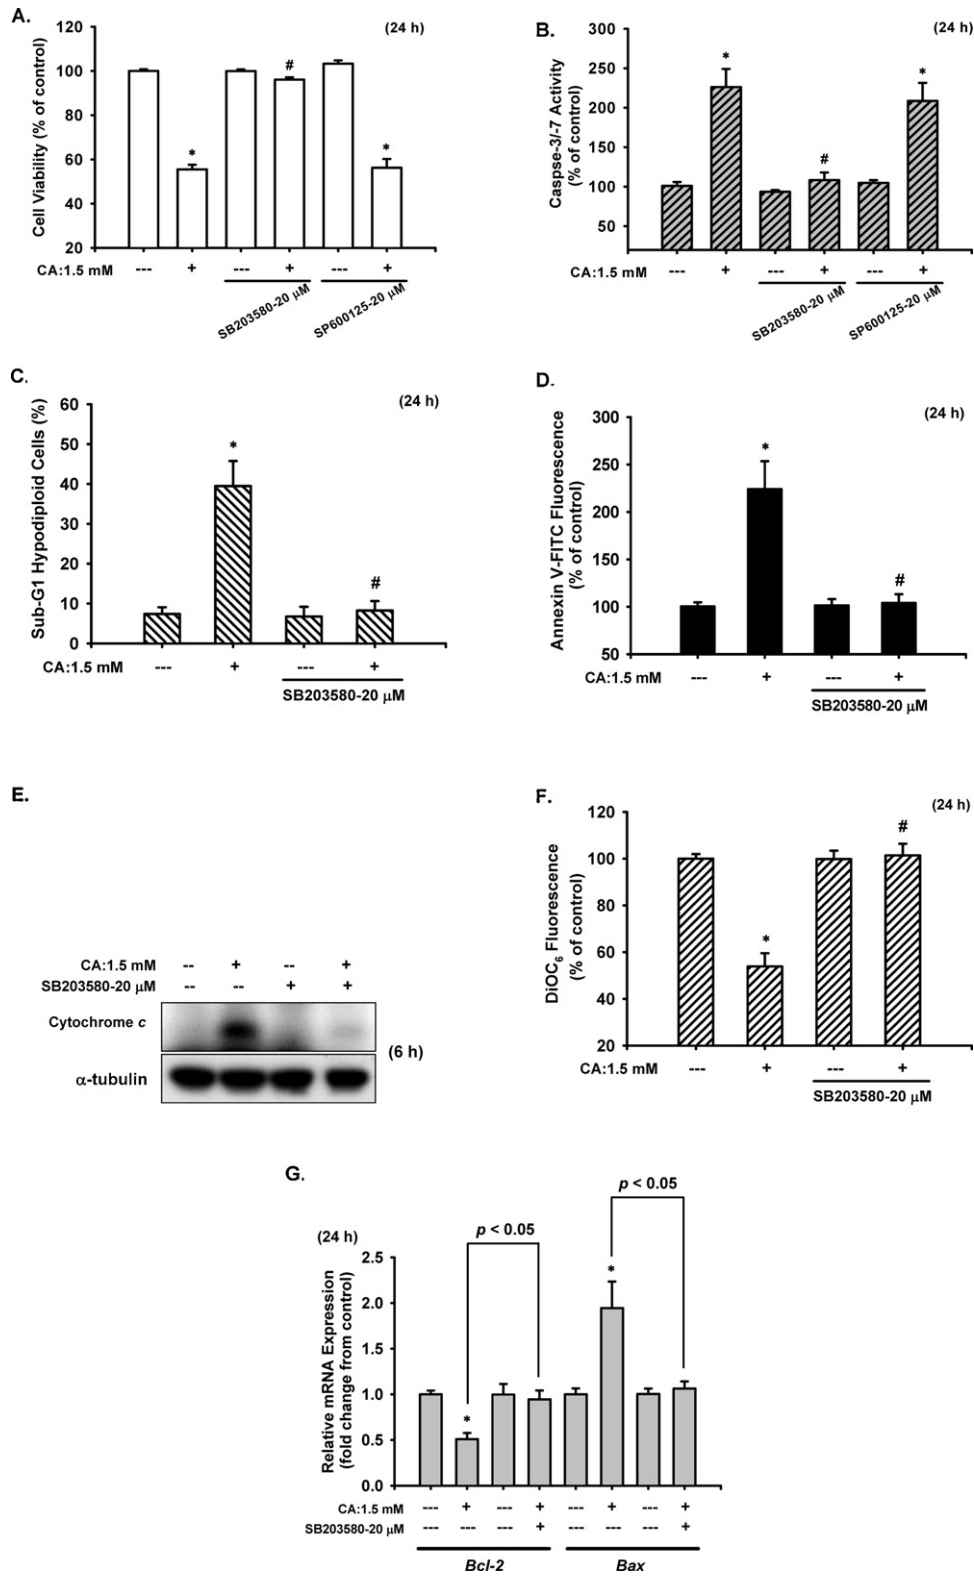 A.
(24 h)
Cell Viability (% of control)
120
100
80
60
40
20
*
#
*
CA:1.5 mM
--- + --- + --- +
SB203580-20 μM
SP600125-20 μM
B.
(24 h)
Caspse-3/-7 Activity
(% of control)
300
250
200
150
100
50
*
#
*
CA:1.5 mM
--- + --- + --- +
SB203580-20 μM
SP600125-20 μM
C.
(24 h)
Sub-G1 Hypodiploid Cells (%)
60
50
40
30
20
10
0
*
#
CA:1.5 mM
--- + --- +
SB203580-20 μM
D.
(24 h)
Annexin V-FITC Fluorescence
(% of control)
300
250
200
150
100
50
*
#
CA:1.5 mM
--- + --- +
SB203580-20 μM
E.
CA:1.5 mM -- + -- +
SB203580-20 μM -- -- + +
Cytochrome c
(6 h)
α-tubulin
F.
(24 h)
DiOC6 Fluorescence
(% of control)
120
100
80
60
40
20
*
#
CA:1.5 mM
--- + --- +
SB203580-20 μM
G.
(24 h)
p < 0.05
p < 0.05
Relative mRNA Expression
(fold change from control)
2.5
2.0
1.5
1.0
0.5
0.0
*
*
CA:1.5 mM --- + --- + --- + --- +
SB203580-20 μM --- --- --- + --- --- --- +
Bcl-2
Bax